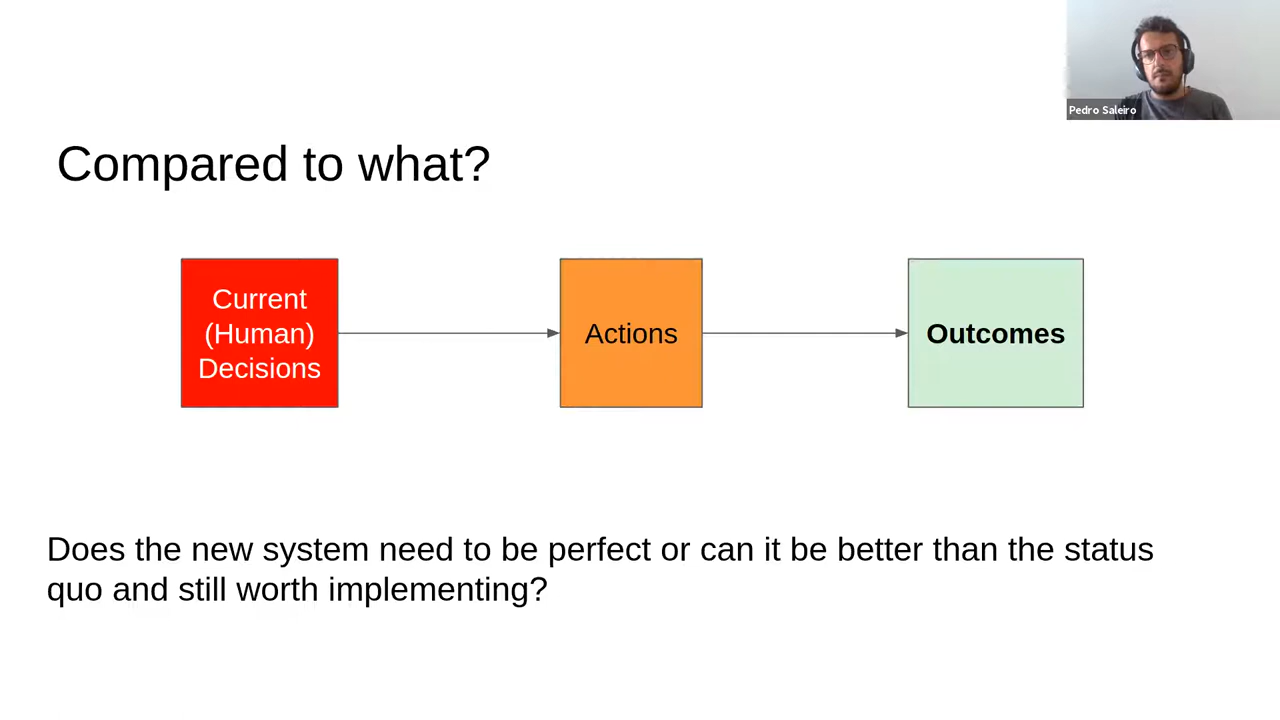 Pedro Saleiro
Compared to what?
Current
(Human)
Decisions
Actions
Outcomes
Does the new system need to be perfect or can it be better than the status
quo and still worth implementing?